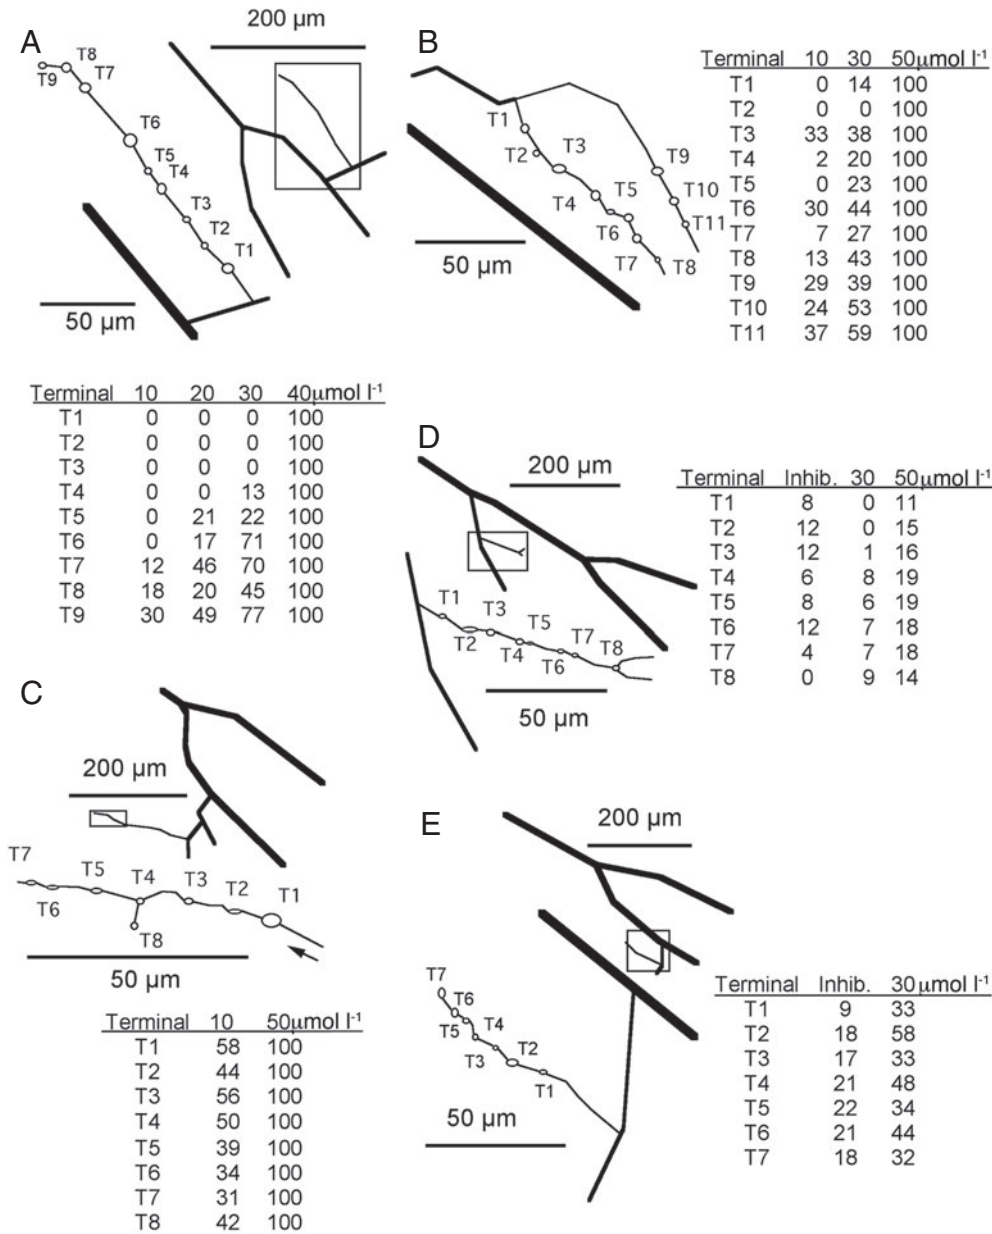 A
200 µm
T8
T9
T7
T6
T5
T4
T3
T2
T1
50 µm
Terminal 10 20 30 40µmol l-1
T1 0 0 0 100
T2 0 0 0 100
T3 0 0 0 100
T4 0 0 13 100
T5 0 21 22 100
T6 0 17 71 100
T7 12 46 70 100
T8 18 20 45 100
T9 30 49 77 100
B
T1
T2
T3
T4
T5
T6
T7
T8
T9
T10
T11
50 µm
Terminal 10 30 50µmol l-1
T1 0 14 100
T2 0 0 100
T3 33 38 100
T4 2 20 100
T5 0 23 100
T6 30 44 100
T7 7 27 100
T8 13 43 100
T9 29 39 100
T10 24 53 100
T11 37 59 100
C
200 µm
T7
T6
T5
T4
T3
T2
T1
T8
50 µm
Terminal 10 50µmol l-1
T1 58 100
T2 44 100
T3 56 100
T4 50 100
T5 39 100
T6 34 100
T7 31 100
T8 42 100
D
200 µm
T1
T2
T3
T4
T5
T6
T7
T8
50 µm
Terminal Inhib. 30 50µmol l-1
T1 8 0 11
T2 12 0 15
T3 12 1 16
T4 6 8 19
T5 8 6 19
T6 12 7 18
T7 4 7 18
T8 0 9 14
E
200 µm
T7
T6
T5
T4
T3
T2
T1
50 µm
Terminal Inhib. 30µmol l-1
T1 9 33
T2 18 58
T3 17 33
T4 21 48
T5 22 34
T6 21 44
T7 18 32